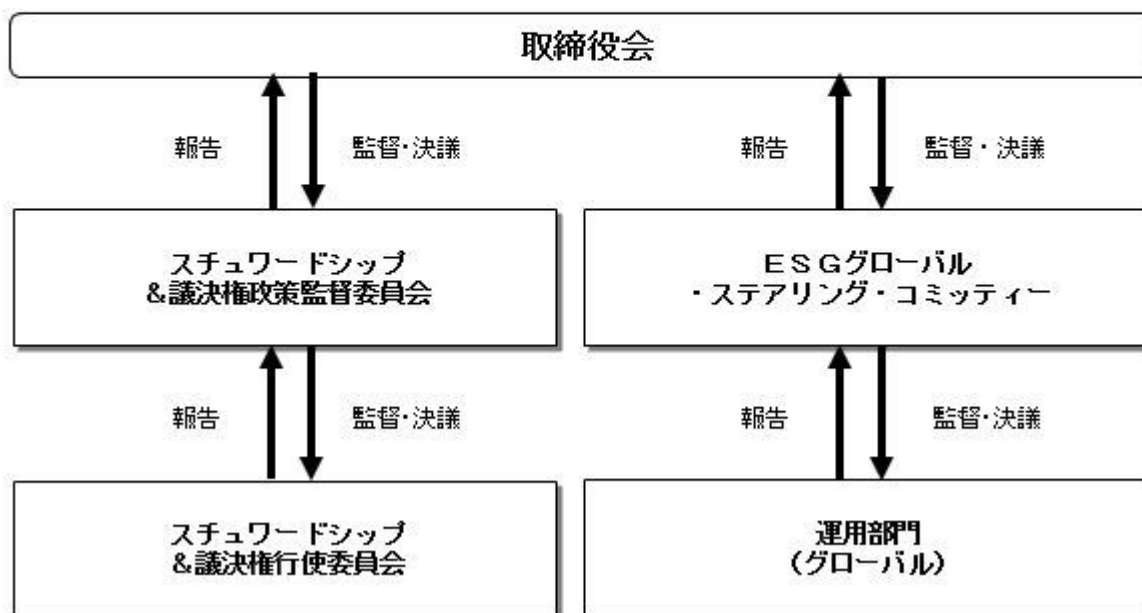 取締役会
報告
監督･決議
報告
監督・決議
スチュワードシップ
&議決権政策監督委員会
ＥＳＧグローバル
・ステアリング・コミッティー
報告
監督･決議
報告
監督･決議
スチュワードシップ
&議決権行使委員会
運用部門
（グローバル）